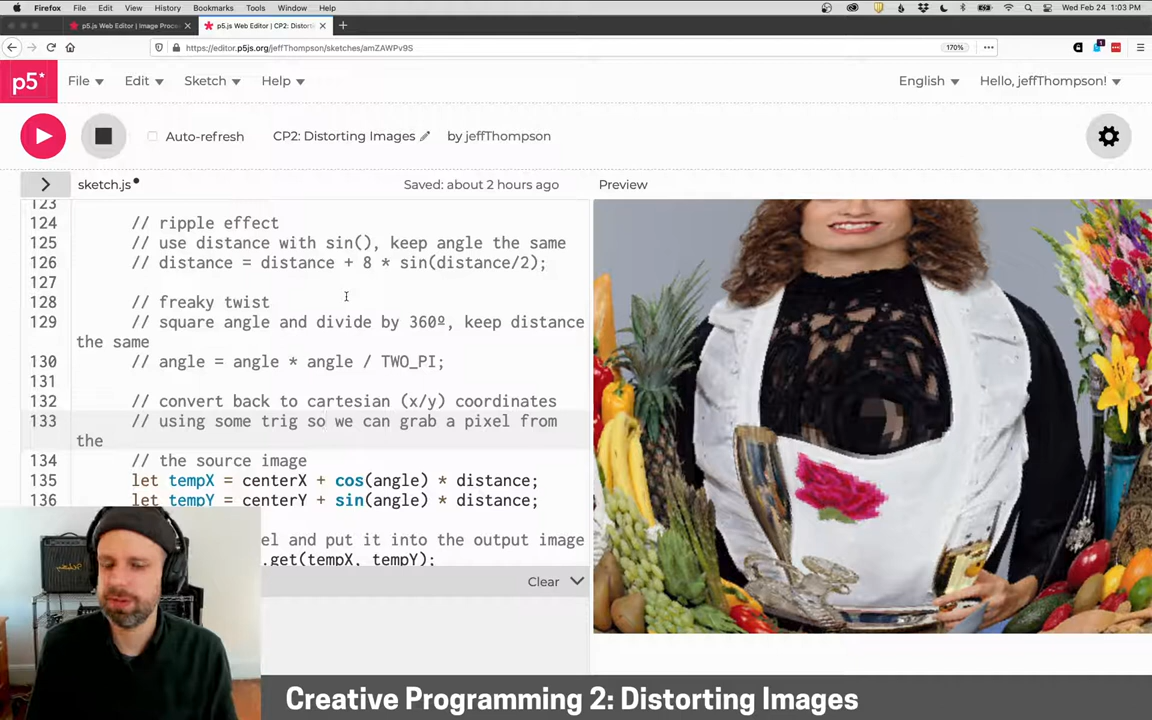 Firefox File Edit View History Bookmarks Tools Window Help Wed Feb 24 1:03 PM
p5.js Web Editor | Image Proce p5.js Web Editor | CP2: Distorti
https://editor.p5js.org/jeffThompson/sketches/amZAWPv9S 170%
p5* File Edit Sketch Help English Hello, jeffThompson!
Auto-refresh CP2: Distorting Images by jeffThompson
sketch.js Saved: about 2 hours ago Preview
123
124 // ripple effect
125 // use distance with sin(), keep angle the same
126 // distance = distance + 8 * sin(distance/2);
127
128 // freaky twist
129 // square angle and divide by 360º, keep distance
the same
130 // angle = angle * angle / TWO_PI;
131
132 // convert back to cartesian (x/y) coordinates
133 // using some trig so we can grab a pixel from
the
134 // the source image
135 let tempX = centerX + cos(angle) * distance;
136 let tempY = centerY + sin(angle) * distance;
el and put it into the output image
.get(tempX, tempY);
Clear
Creative Programming 2: Distorting Images